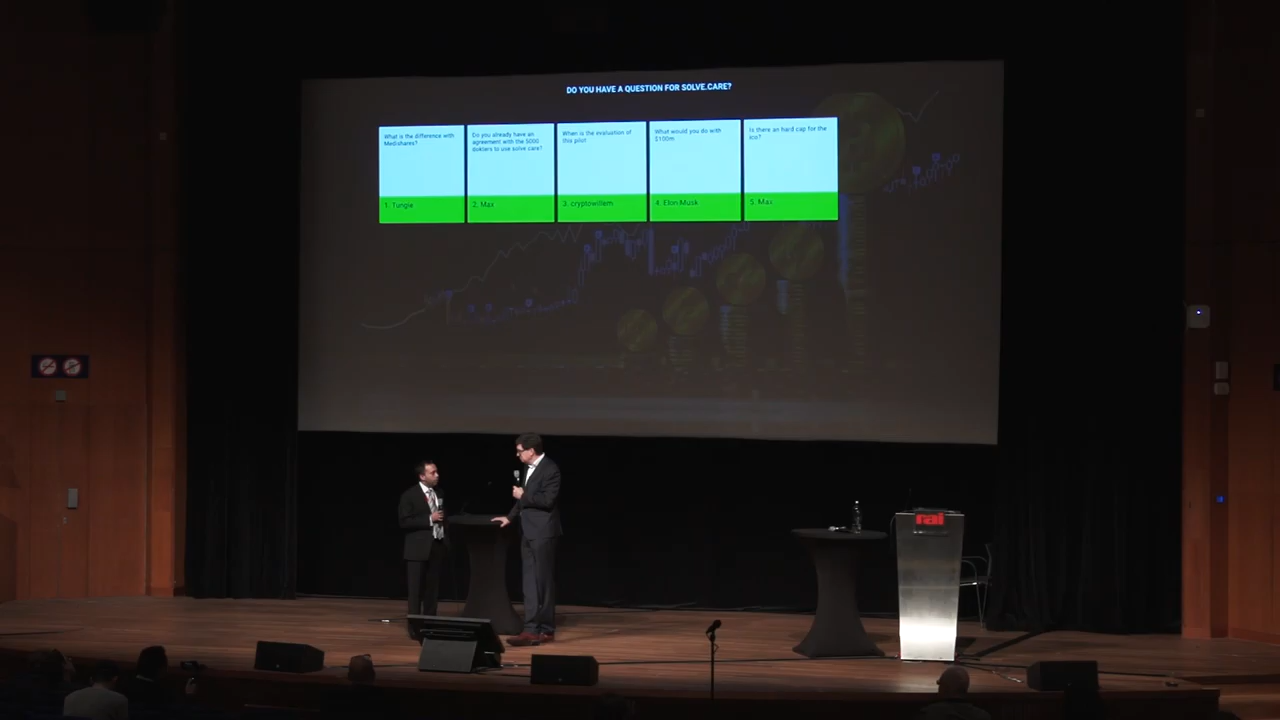 DO YOU HAVE A QUESTION FOR SOLVE.CARE?
What is the difference with
Medishares?
1. Tungie
Do you already have an
agreement with the 5000
dokters to use solve care?
2. Max
When is the evaluation of
this pilot
3. cryptowillem
What would you do with
$100m
4. Elon Musk
Is there an hard cap for the
ico?
5. Max
rai